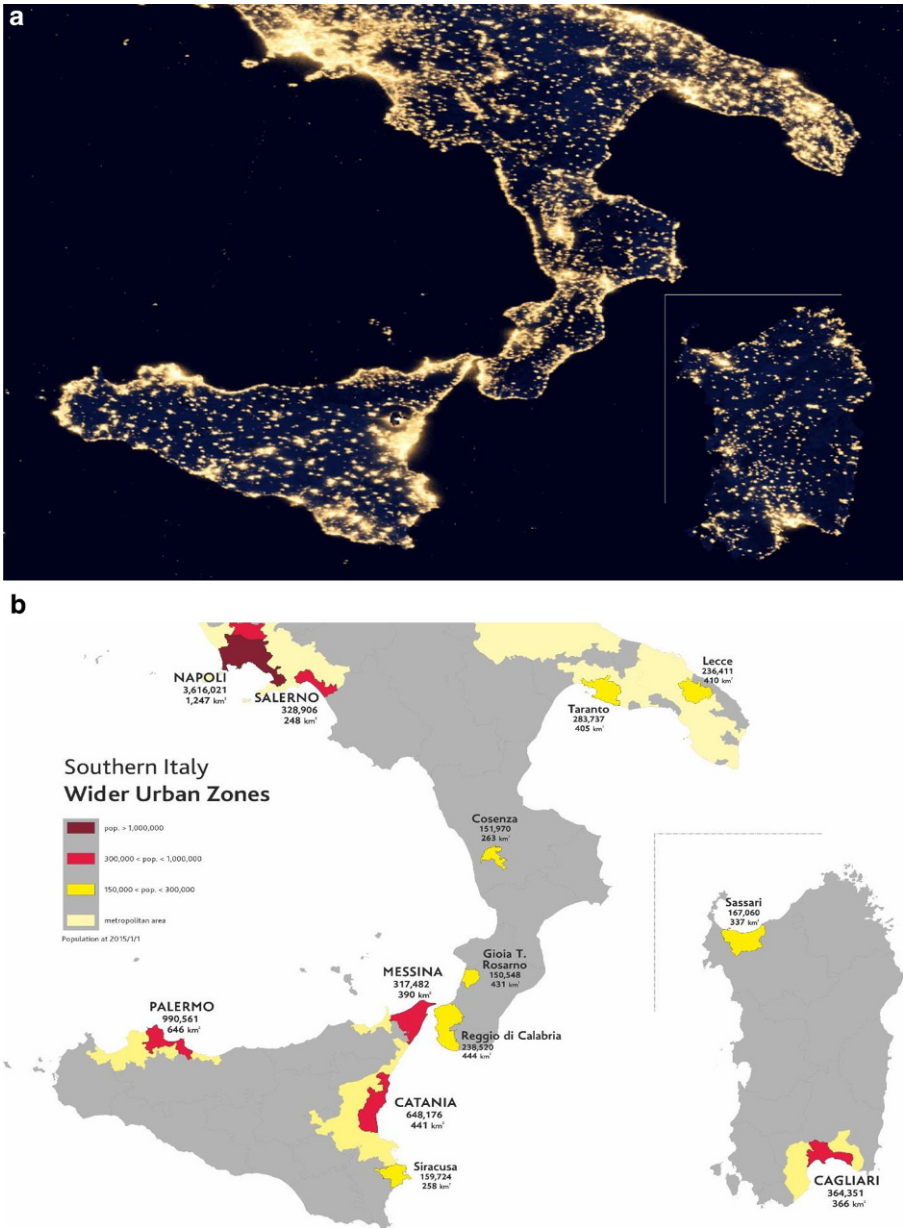 a
b
NAPOLI
3,616,021
1,247 km²
SALERNO
328,906
248 km²
Lecce
236,411
410 km²
Taranto
283,737
405 km²
Southern Italy
Wider Urban Zones
pop. > 1,000,000
300,000 < pop. < 1,000,000
150,000 < pop. < 300,000
metropolitan area
Population at 2015/1/1
Cosenza
151,970
263 km²
Sassari
167,060
337 km²
Gioia T.
Rosarno
150,548
431 km²
MESSINA
317,482
390 km²
PALERMO
990,561
646 km²
Reggio di Calabria
238,520
444 km²
CATANIA
648,176
441 km²
Siracusa
159,724
258 km²
CAGLIARI
364,351
366 km²